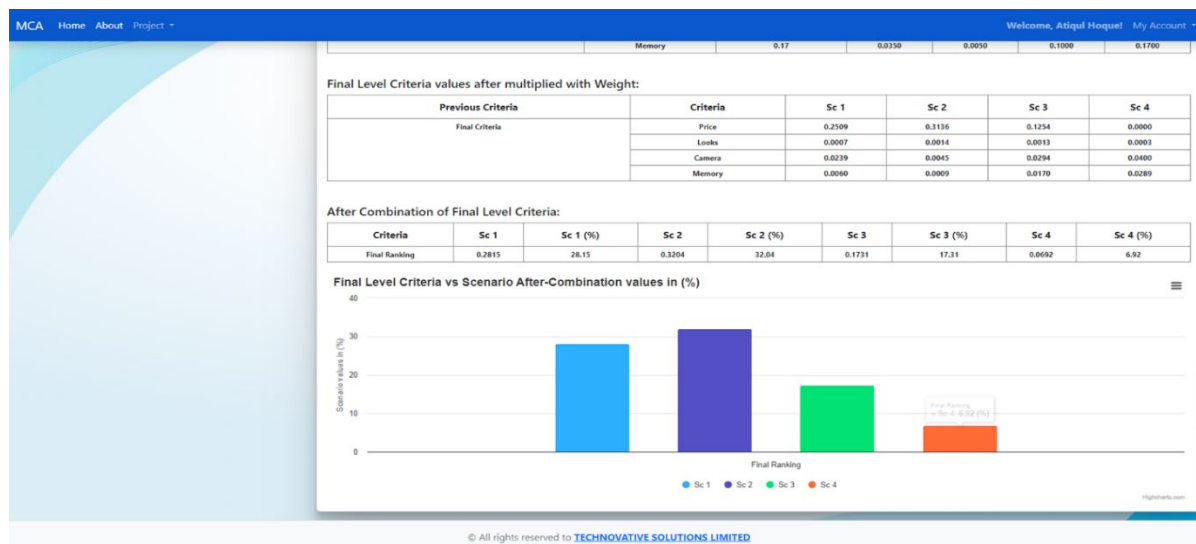 MCA Home About Project Welcome, Atiqul Hoque! My Account
Memory 0.17 0.0350 0.0050 0.1000 0.1700
Final Level Criteria values after multiplied with Weight:
Previous Criteria Criteria Sc 1 Sc 2 Sc 3 Sc 4
Final Criteria Price 0.2509 0.3136 0.1254 0.0000
Looks 0.0007 0.0014 0.0013 0.0003
Camera 0.0239 0.0045 0.0294 0.0400
Memory 0.0060 0.0009 0.0170 0.0289
After Combination of Final Level Criteria:
Criteria Sc 1 Sc 1 (%) Sc 2 Sc 2 (%) Sc 3 Sc 3 (%) Sc 4 Sc 4 (%)
Final Ranking 0.2815 28.15 0.3204 32.04 0.1731 17.31 0.0692 6.92
Final Level Criteria vs Scenario After-Combination values in (%)
Scenario values in (%)
40
30
20
10
0
Final Ranking
Sc 4: 6.92 (%)
Final Ranking
Sc 1 Sc 2 Sc 3 Sc 4
Highcharts.com
© All rights reserved to TECHNOVATIVE SOLUTIONS LIMITED